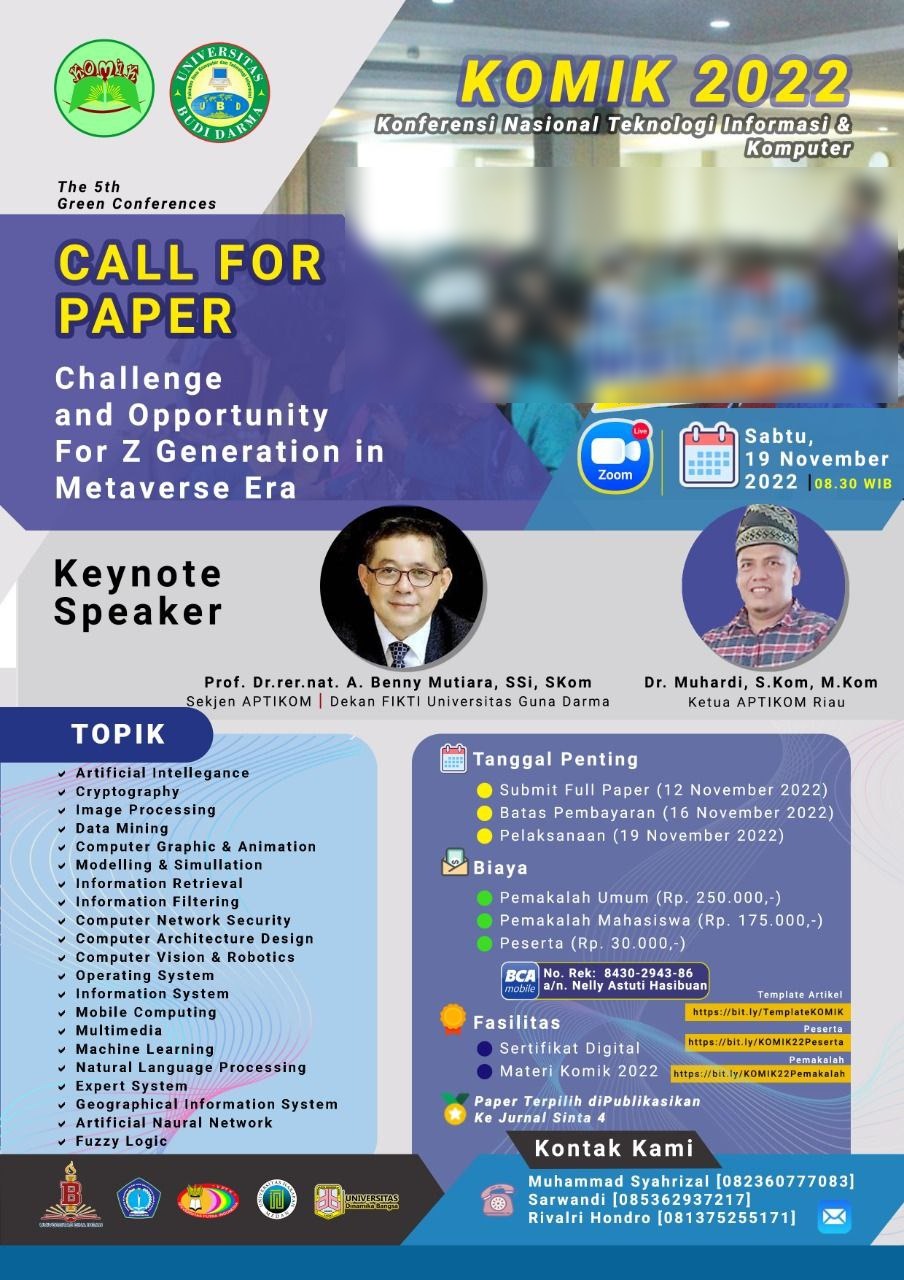 KOMIK
UNIVERSITAS
BUDI DARMA
UBD
KOMIK 2022
Konferensi Nasional Teknologi Informasi &
Komputer
The 5th
Green Conferences
CALL FOR
PAPER
Challenge
and Opportunity
For Z Generation in
Metaverse Era
Live
Zoom
Sabtu,
19 November
2022 |08.30 WIB
Keynote
Speaker
Prof. Dr.rer.nat. A. Benny Mutiara, SSi, SKom
Sekjen APTIKOM | Dekan FIKTI Universitas Guna Darma
Dr. Muhardi, S.Kom, M.Kom
Ketua APTIKOM Riau
TOPIK
Artificial Intellegance
Cryptography
Image Processing
Data Mining
Computer Graphic & Animation
Modelling & Simullation
Information Retrieval
Information Filtering
Computer Network Security
Computer Architecture Design
Computer Vision & Robotics
Operating System
Information System
Mobile Computing
Multimedia
Machine Learning
Natural Language Processing
Expert System
Geographical Information System
Artificial Naural Network
Fuzzy Logic
Tanggal Penting
Submit Full Paper (12 November 2022)
Batas Pembayaran (16 November 2022)
Pelaksanaan (19 November 2022)
Biaya
Pemakalah Umum (Rp. 250.000,-)
Pemakalah Mahasiswa (Rp. 175.000,-)
Peserta (Rp. 30.000,-)
BCA
mobile
No. Rek: 8430-2943-86
a/n. Nelly Astuti Hasibuan
Template Artikel
https://bit.ly/TemplateKOMIK
Peserta
https://bit.ly/KOMIK22Peserta
Pemakalah
https://bit.ly/KOMIK22Pemakalah
Fasilitas
Sertifikat Digital
Materi Komik 2022
Paper Terpilih diPublikasikan
Ke Jurnal Sinta 4
Kontak Kami
Muhammad Syahrizal [082360777083]
Sarwandi [085362937217]
Rivalri Hondro [081375255171]
UNIVERSITAS
Dinamika Bangsa